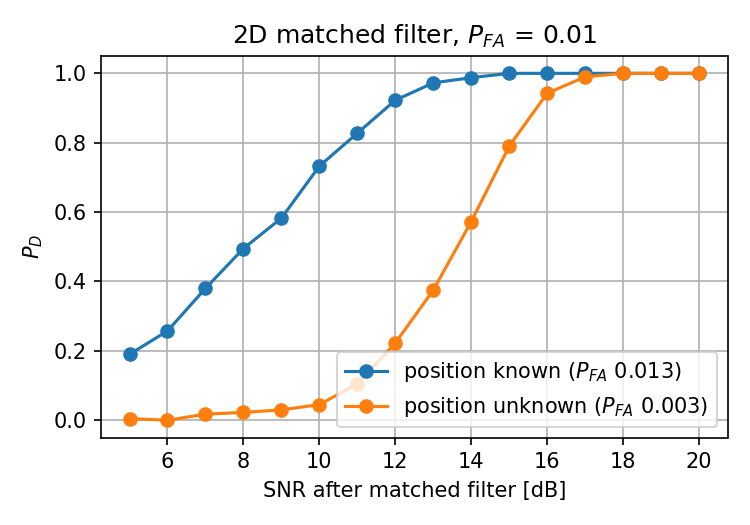 2D matched filter, P_FA = 0.01
1.0
0.8
0.6
0.4
0.2
0.0
P_D
position known (P_FA 0.013)
position unknown (P_FA 0.003)
6 8 10 12 14 16 18 20
SNR after matched filter [dB]